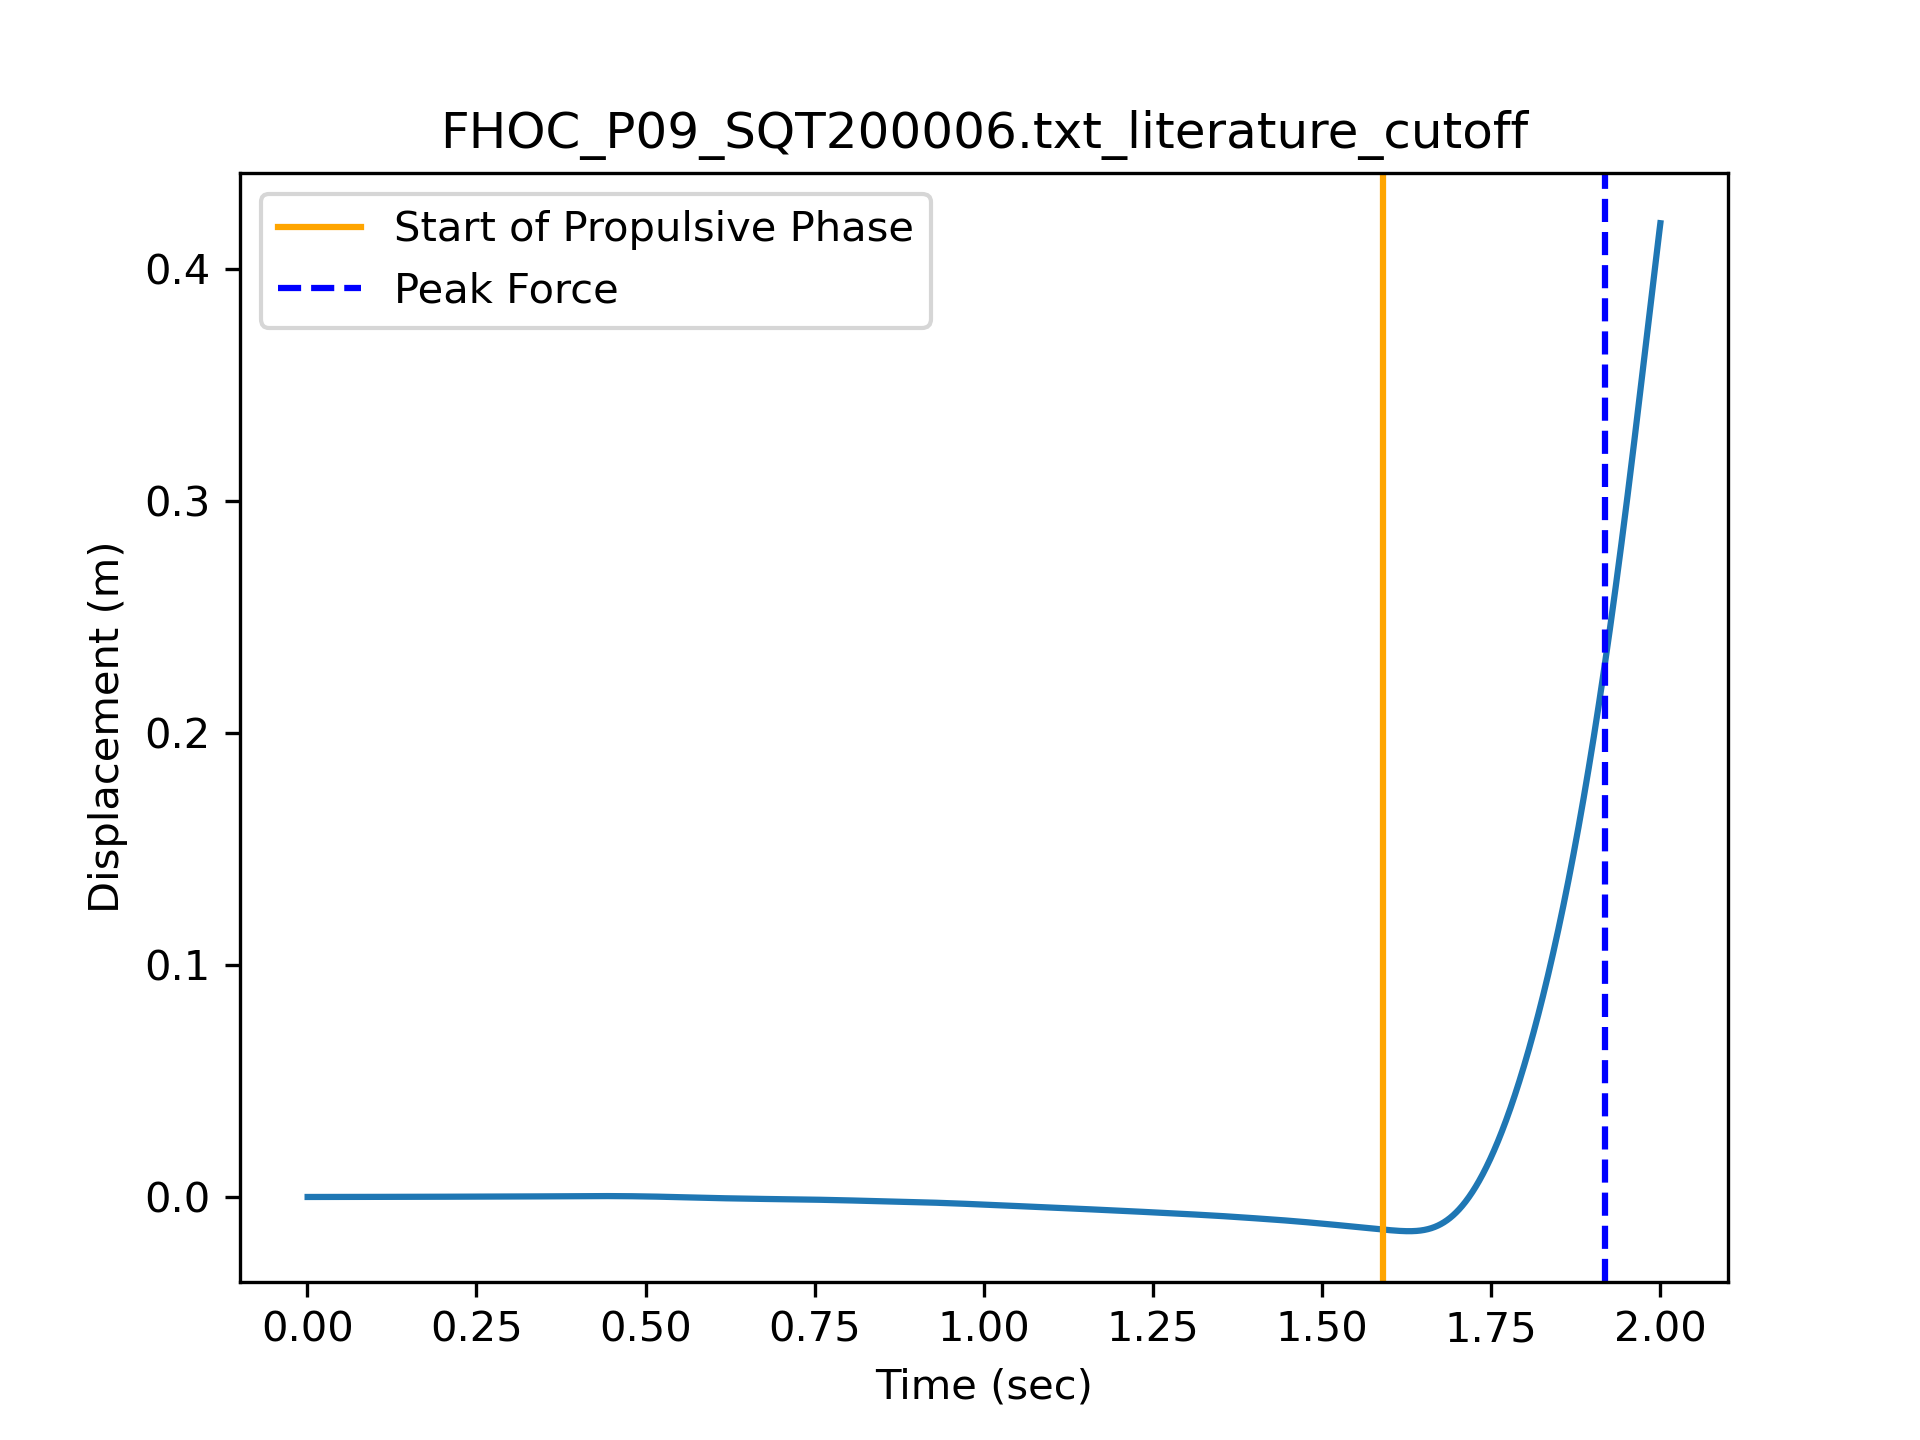 FHOC_P09_SQT200006.txt_literature_cutoff
Start of Propulsive Phase
Peak Force
0.4
0.3
0.2
0.1
0.0
Displacement (m)
0.00 0.25 0.50 0.75 1.00 1.25 1.50 1.75 2.00
Time (sec)